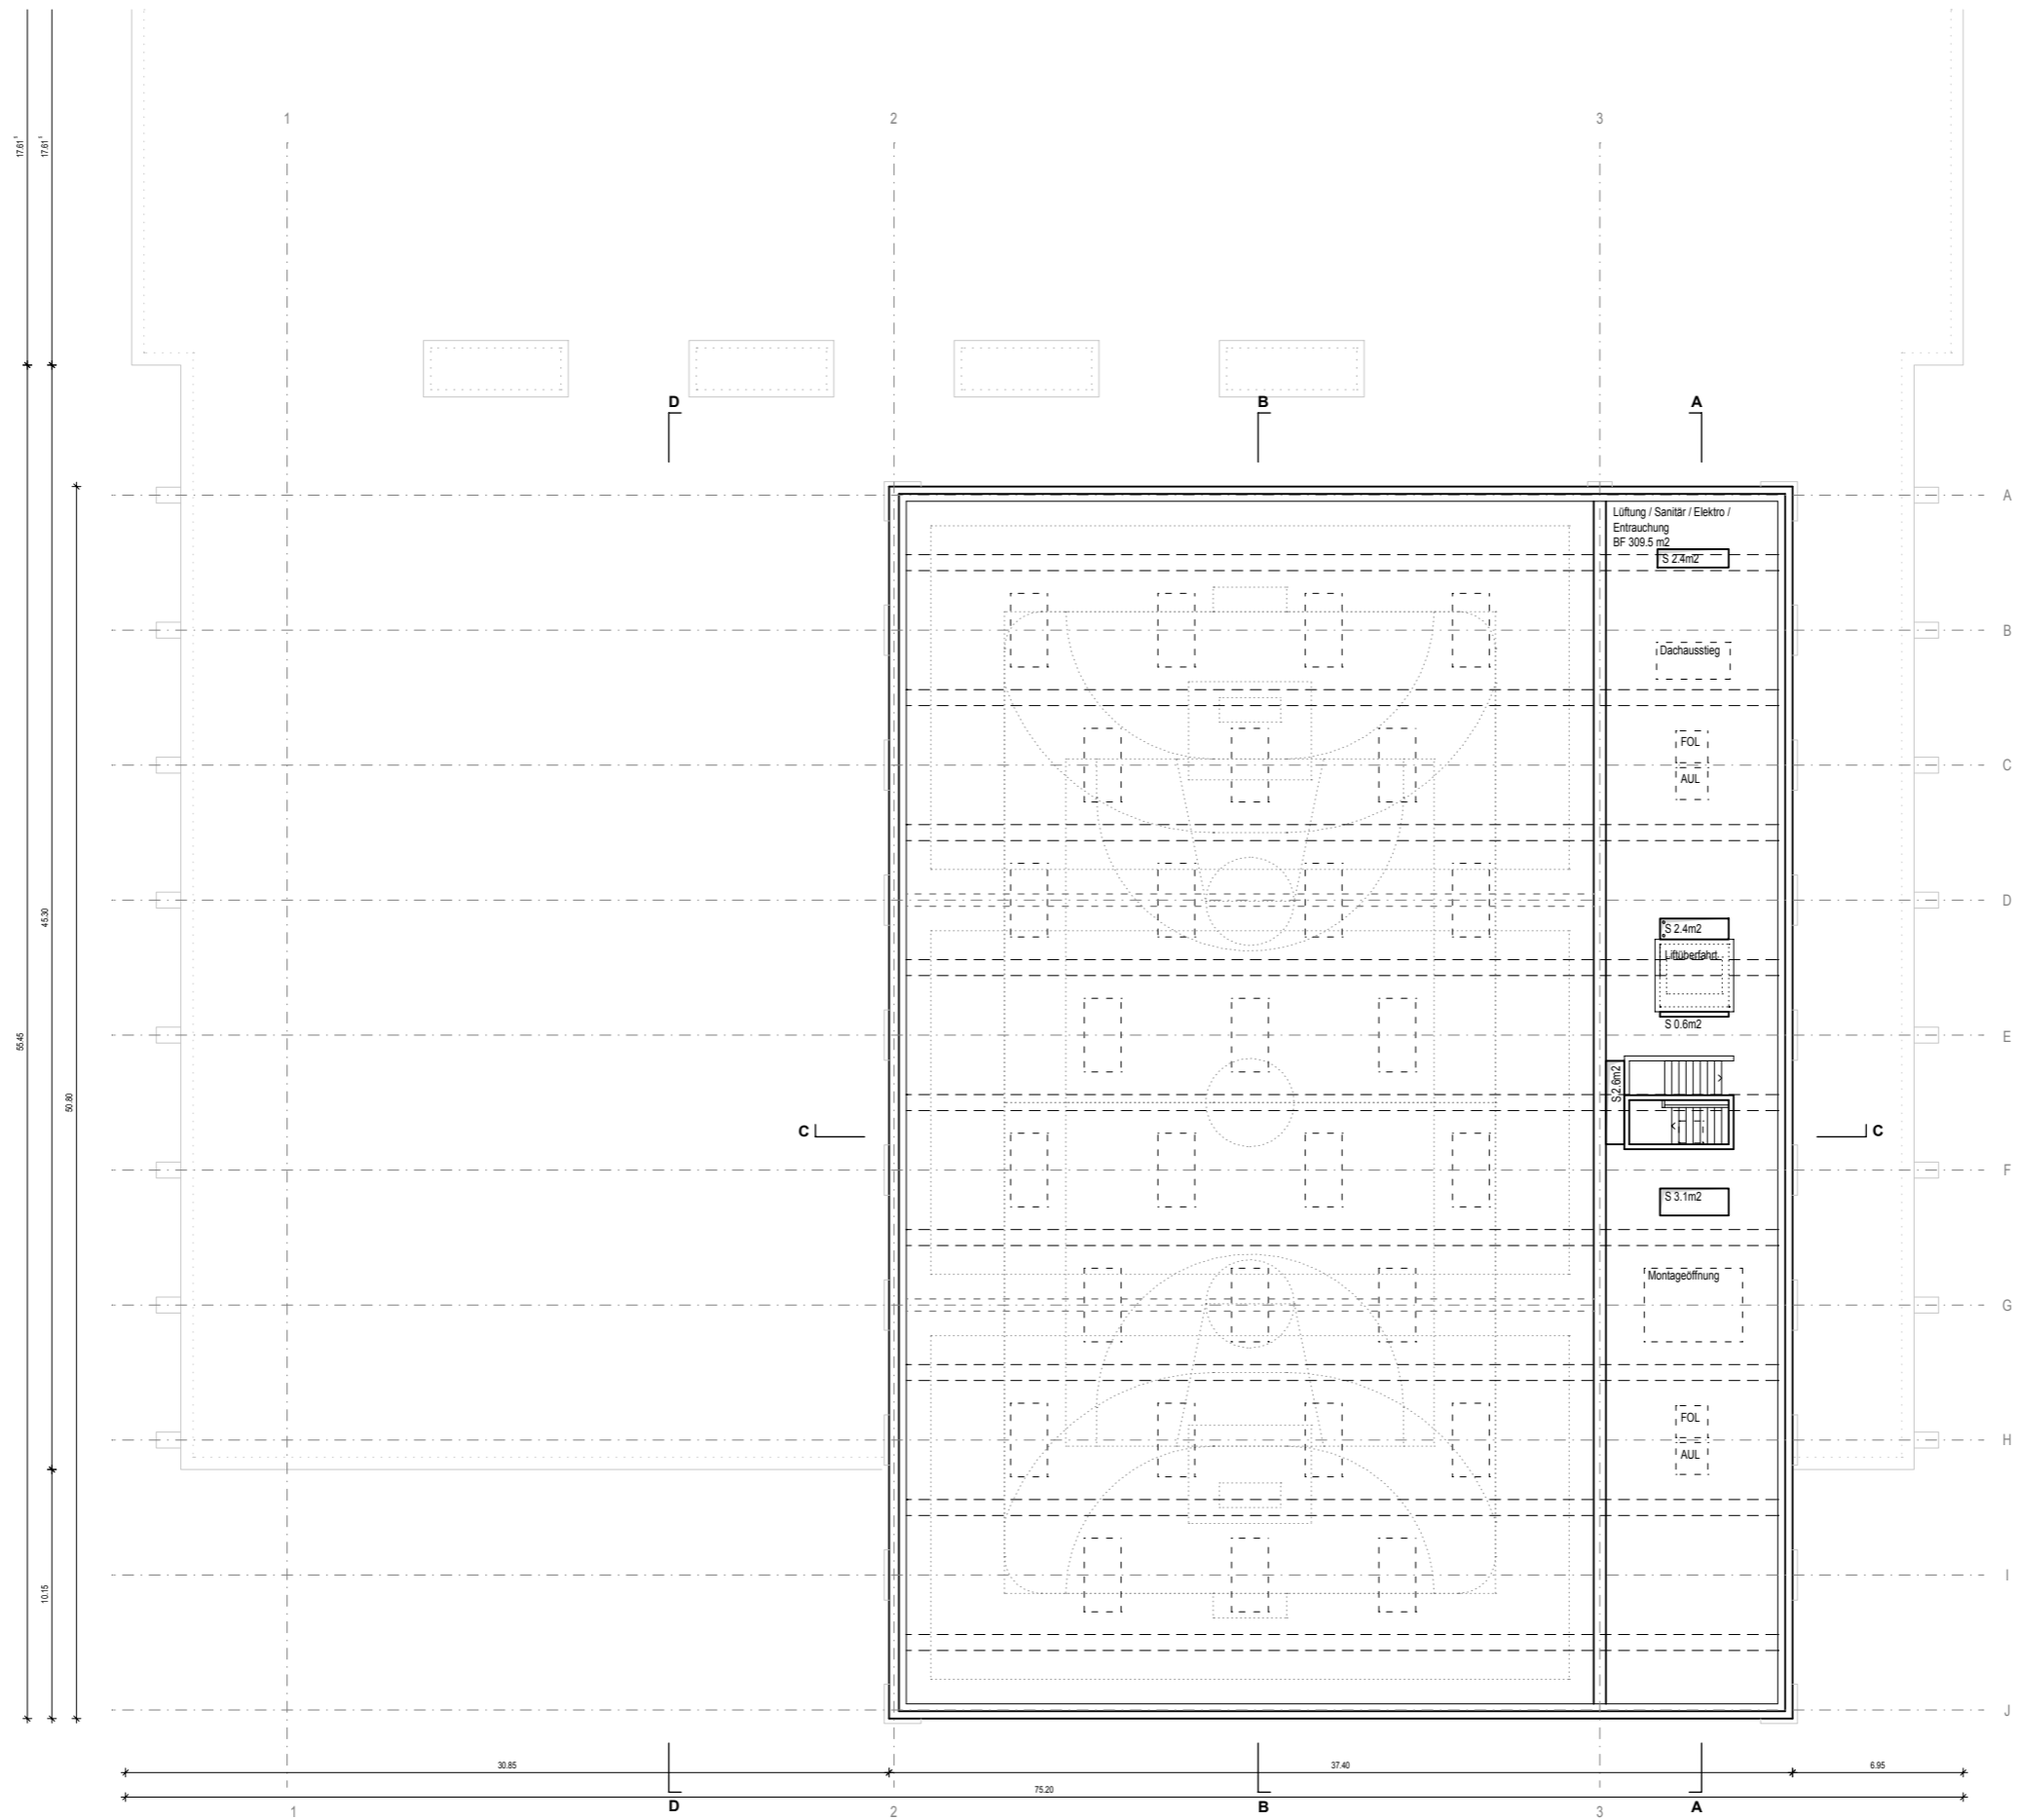 1
2
3
17.61⁵
17.61⁵
D
B
A
A
Lüftung / Sanitär / Elektro /
Entrauchung
BF 309.5 m2
S 2.4m2
B
Dachausstieg
FOL
C
AUL
D
45.30
S 2.4m2
Liftüberfahrt
S 0.6m2
55.45
E
S 2.6m2
50.80
C
C
F
S 3.1m2
Montageöffnung
G
FOL
H
AUL
10.15
I
J
30.85
37.40
6.95
75.20
1
D
2
B
3
A